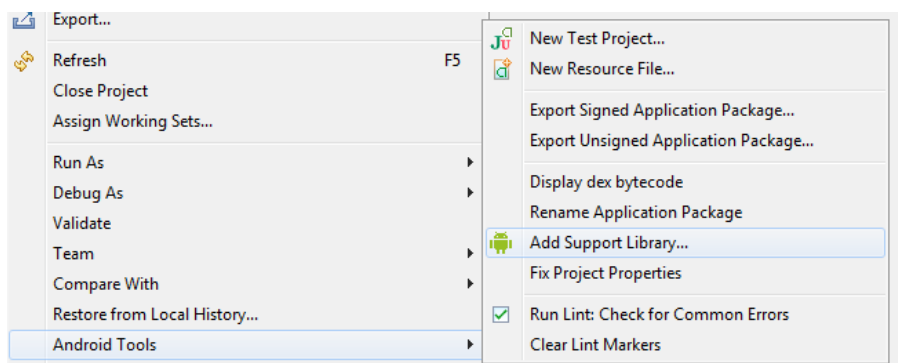 Export...
Refresh F5
Close Project
Assign Working Sets...
Run As
Debug As
Validate
Team
Compare With
Restore from Local History...
Android Tools
New Test Project...
New Resource File...
Export Signed Application Package...
Export Unsigned Application Package...
Display dex bytecode
Rename Application Package
Add Support Library...
Fix Project Properties
Run Lint: Check for Common Errors
Clear Lint Markers